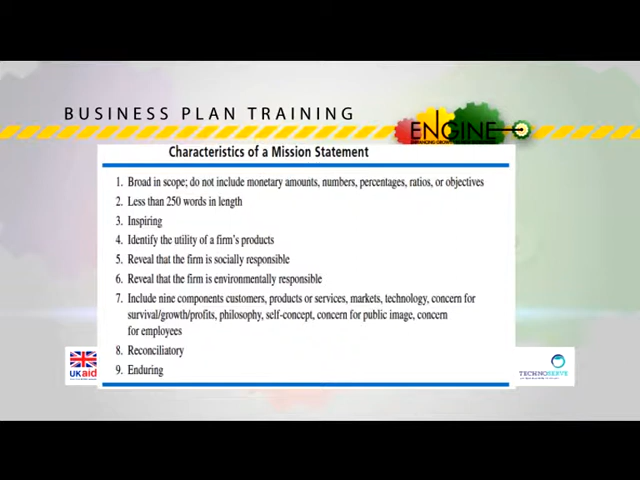 BUSINESS PLAN TRAINING
ENGINE
Characteristics of a Mission Statement
1. Broad in scope; do not include monetary amounts, numbers, percentages, ratios, or objectives
2. Less than 250 words in length
3. Inspiring
4. Identify the utility of a firm's products
5. Reveal that the firm is socially responsible
6. Reveal that the firm is environmentally responsible
7. Include nine components customers, products or services, markets, technology, concern for
survival/growth/profits, philosophy, self-concept, concern for public image, concern
for employees
8. Reconciliatory
9. Enduring
UKaid
TECHNOSERVE